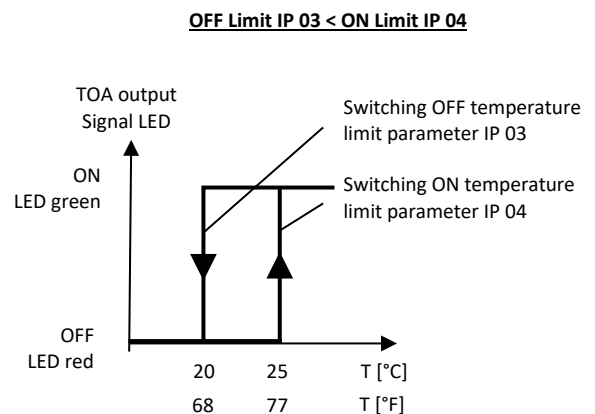 OFF Limit IP 03 < ON Limit IP 04
TOA output
Signal LED
Switching OFF temperature
limit parameter IP 03
ON
LED green
Switching ON temperature
limit parameter IP 04
OFF
LED red
20 25 T [°C]
68 77 T [°F]